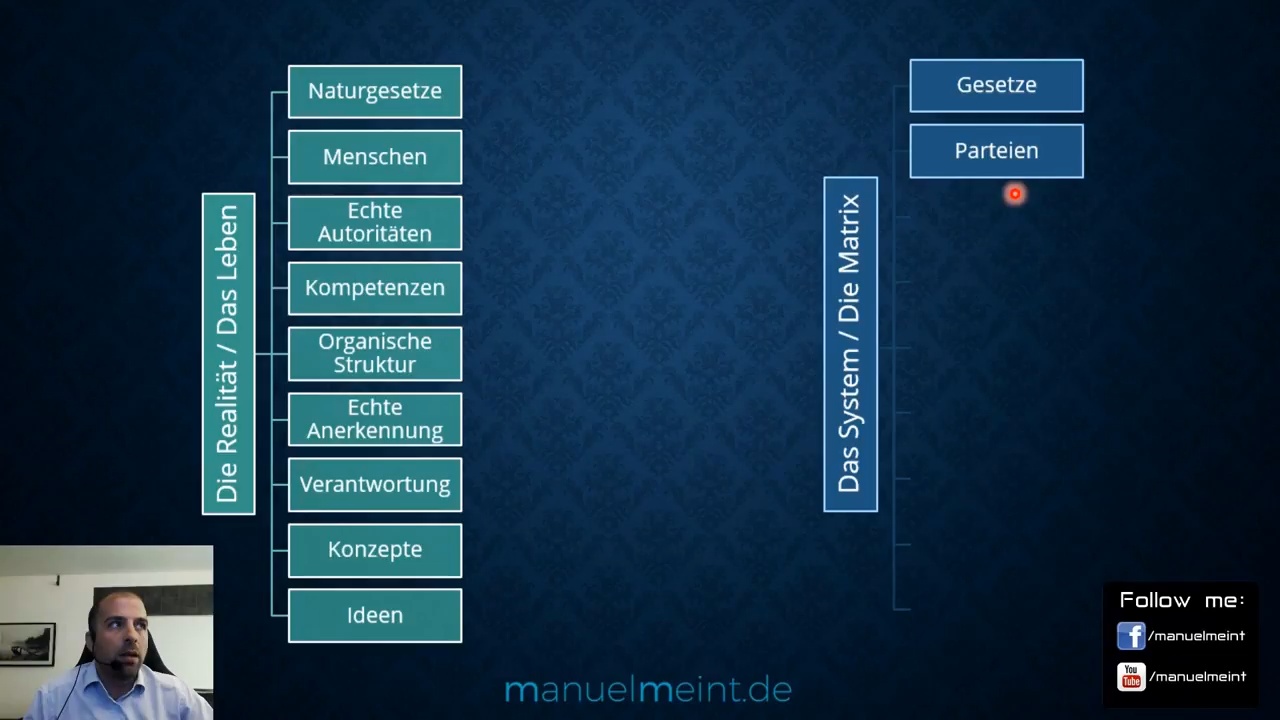 Die Realität / Das Leben
Naturgesetze
Menschen
Echte
Autoritäten
Kompetenzen
Organische
Struktur
Echte
Anerkennung
Verantwortung
Konzepte
Ideen
Das System / Die Matrix
Gesetze
Parteien
manuelmeint.de
Follow me:
f /manuelmeint
You
Tube /manuelmeint